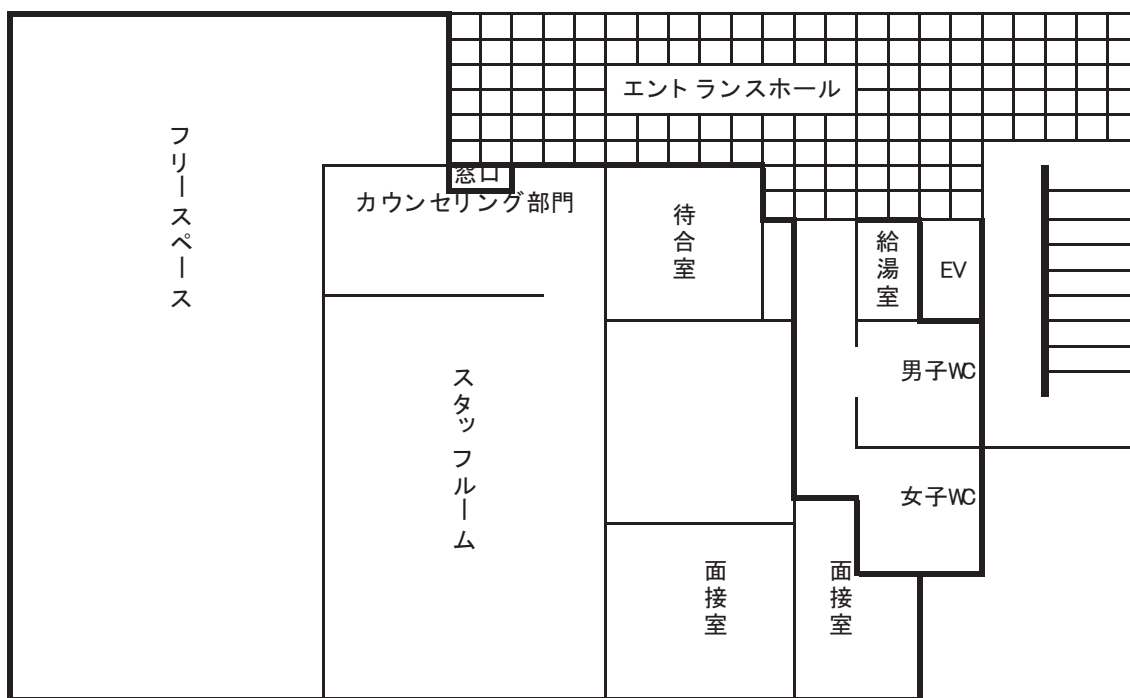 エントランスホール
フリースペース
窓口
カウンセリング部門
待合室
給湯室
EV
男子WC
スタッフルーム
女子WC
面接室
面接室